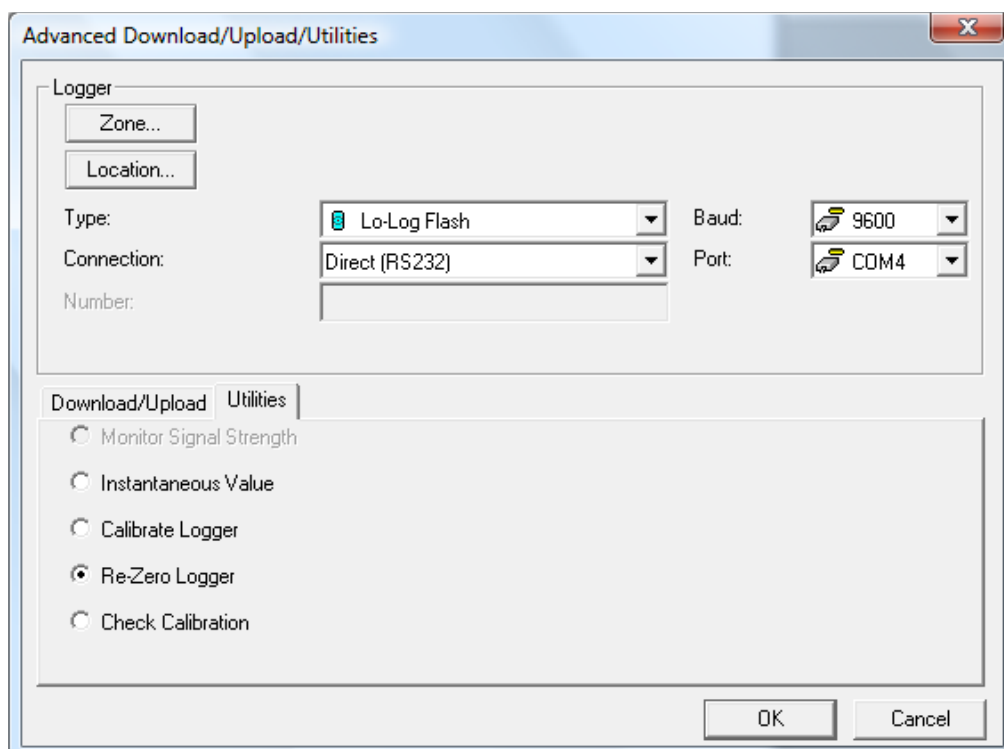 Advanced Download/Upload/Utilities
Logger
Zone...
Location...
Type: Lo-Log Flash Baud: 9600
Connection: Direct (RS232) Port: COM4
Number:
Download/Upload Utilities
Monitor Signal Strength
Instantaneous Value
Calibrate Logger
Re-Zero Logger
Check Calibration
OK Cancel